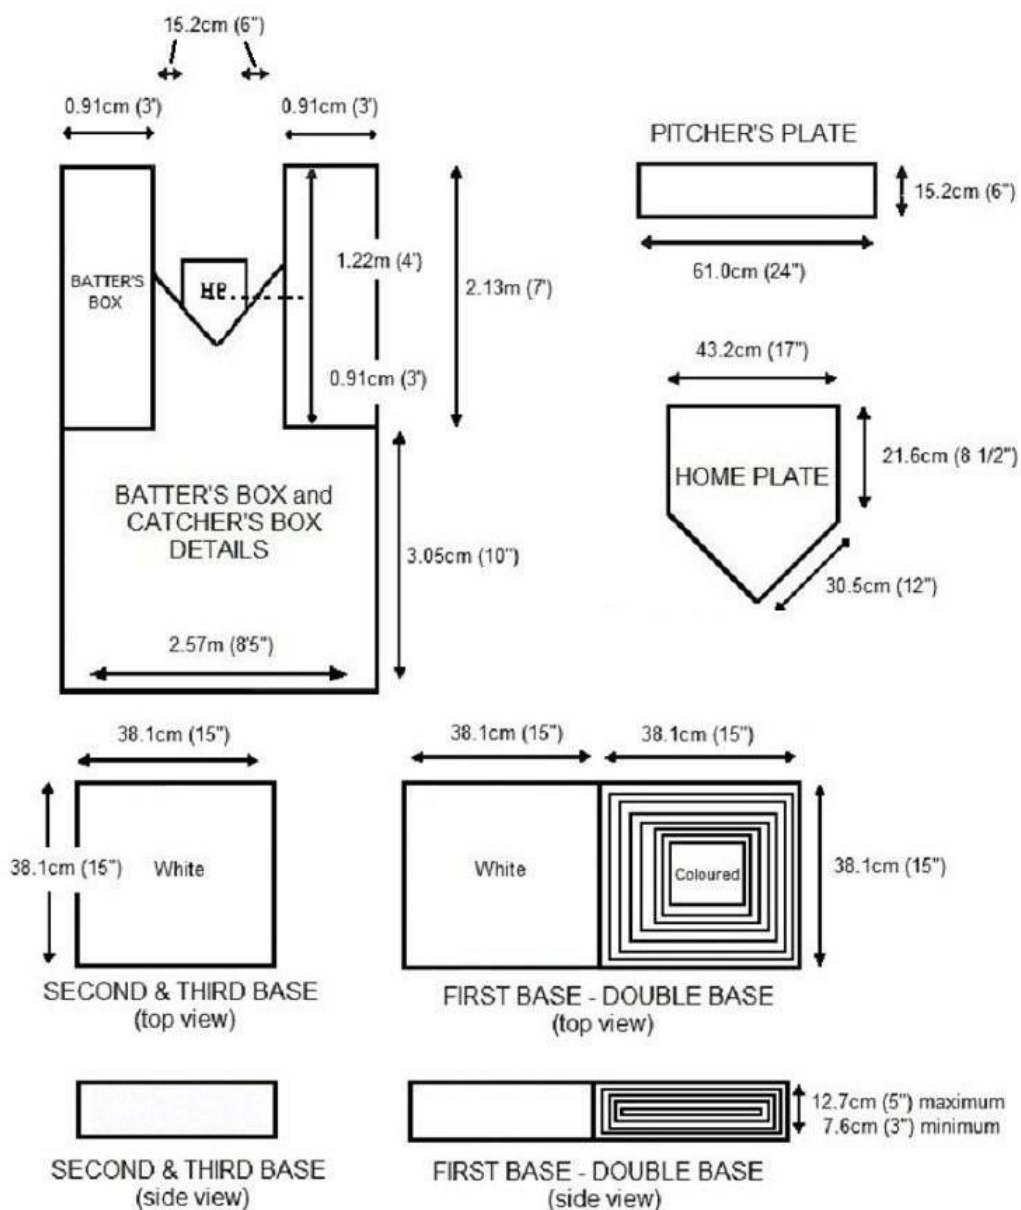 15.2cm (6")
0.91cm (3')
0.91cm (3')
PITCHER'S PLATE
15.2cm (6")
61.0cm (24")
BATTER'S
BOX
HP
1.22m (4')
2.13m (7')
0.91cm (3')
43.2cm (17")
HOME PLATE
21.6cm (8 1/2")
30.5cm (12")
BATTER'S BOX and
CATCHER'S BOX
DETAILS
3.05cm (10")
2.57m (8'5")
38.1cm (15")
38.1cm (15")
White
SECOND & THIRD BASE
(top view)
38.1cm (15")
38.1cm (15")
White
Coloured
38.1cm (15")
FIRST BASE - DOUBLE BASE
(top view)
SECOND & THIRD BASE
(side view)
12.7cm (5") maximum
7.6cm (3") minimum
FIRST BASE - DOUBLE BASE
(side view)